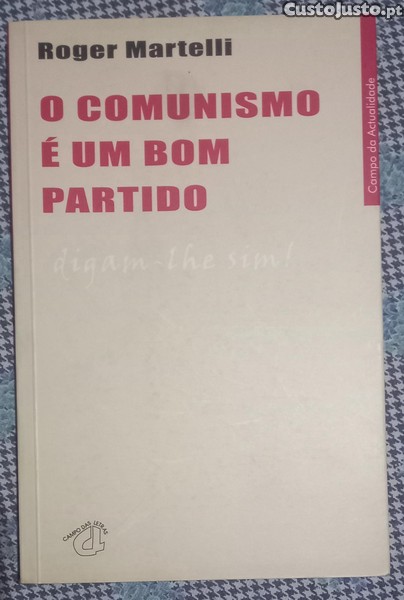 CustoJusto.pt
Roger Martelli
O COMUNISMO
É UM BOM
PARTIDO
digam-lhe sim!
Campo da Actualidade
CAMPO DAS LETRAS